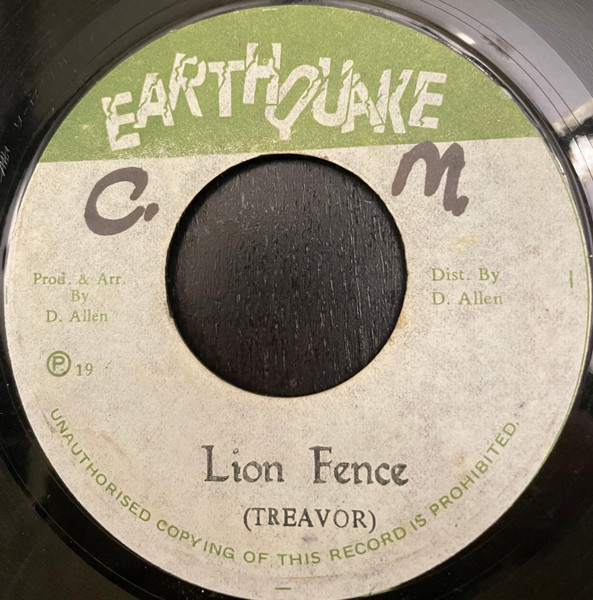 EARTHQUAKE
C. M.
Prod. & Arr.
By
D. Allen
Dist. By
D. Allen
Ⓟ 19
Lion Fence
(TREAVOR)
UNAUTHORISED COPYING OF THIS RECORD IS PROHIBITED.